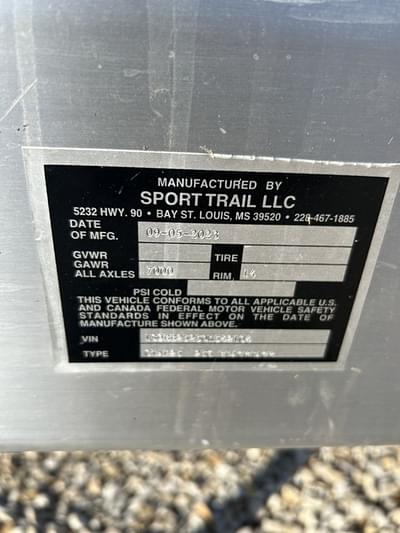 MANUFACTURED BY
SPORT TRAIL LLC
5232 HWY. 90 • BAY ST. LOUIS, MS 39520 • 228-467-1885
DATE
OF MFG. 09-05-2023
GVWR TIRE
GAWR
ALL AXLES 7000 RIM,
PSI COLD
THIS VEHICLE CONFORMS TO ALL APPLICABLE U.S.
AND CANADA FEDERAL MOTOR VEHICLE SAFETY
STANDARDS IN EFFECT ON THE DATE OF
MANUFACTURE SHOWN ABOVE.
VIN
TYPE